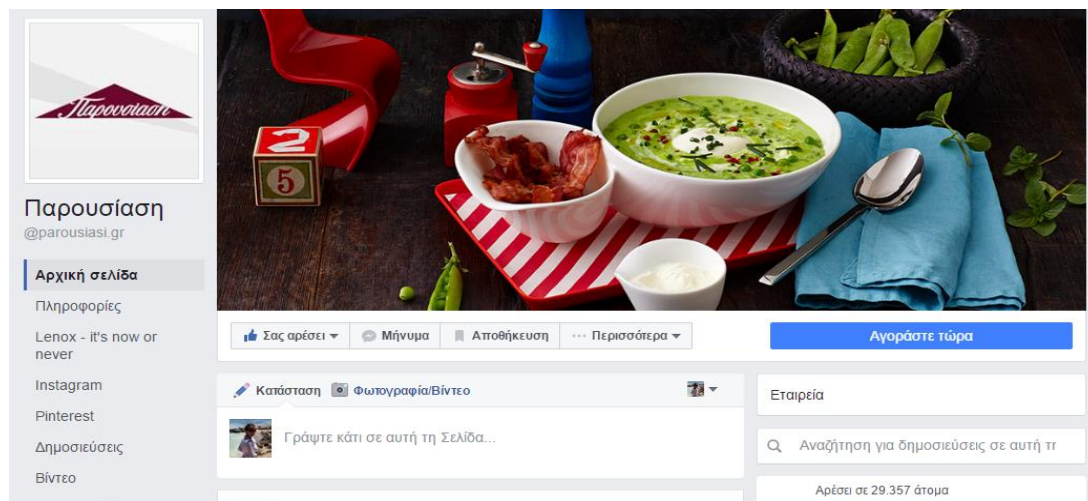 Παρουσίαση
2
5
Παρουσίαση
@parousiasi.gr
Αρχική σελίδα
Πληροφορίες
Lenox - it's now or
never
Instagram
Pinterest
Δημοσιεύσεις
Βίντεο
Σας αρέσει
Μήνυμα
Αποθήκευση
Περισσότερα
Αγοράστε τώρα
Κατάσταση
Φωτογραφία/Βίντεο
Γράψτε κάτι σε αυτή τη Σελίδα...
Εταιρεία
Αναζήτηση για δημοσιεύσεις σε αυτή τη
Αρέσει σε 29.357 άτομα